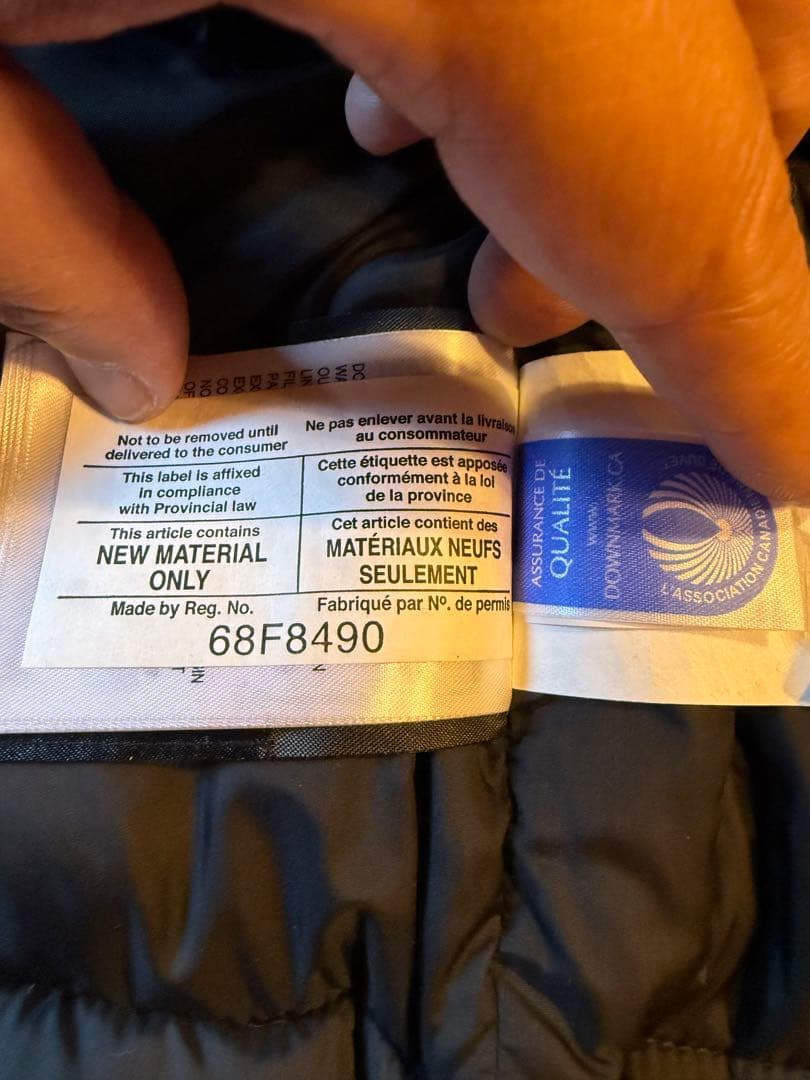 Not to be removed until
delivered to the consumer
Ne pas enlever avant la livraison
au consommateur
This label is affixed
in compliance
with Provincial law
Cette étiquette est apposée
conformément à la loi
de la province
This article contains
NEW MATERIAL
ONLY
Cet article contient des
MATÉRIAUX NEUFS
SEULEMENT
Made by Reg. No.
Fabriqué par Nº. de permis
68F8490
ASSURANCE DE
QUALITÉ
www.
DOWNMARK.CA
L'ASSOCIATION